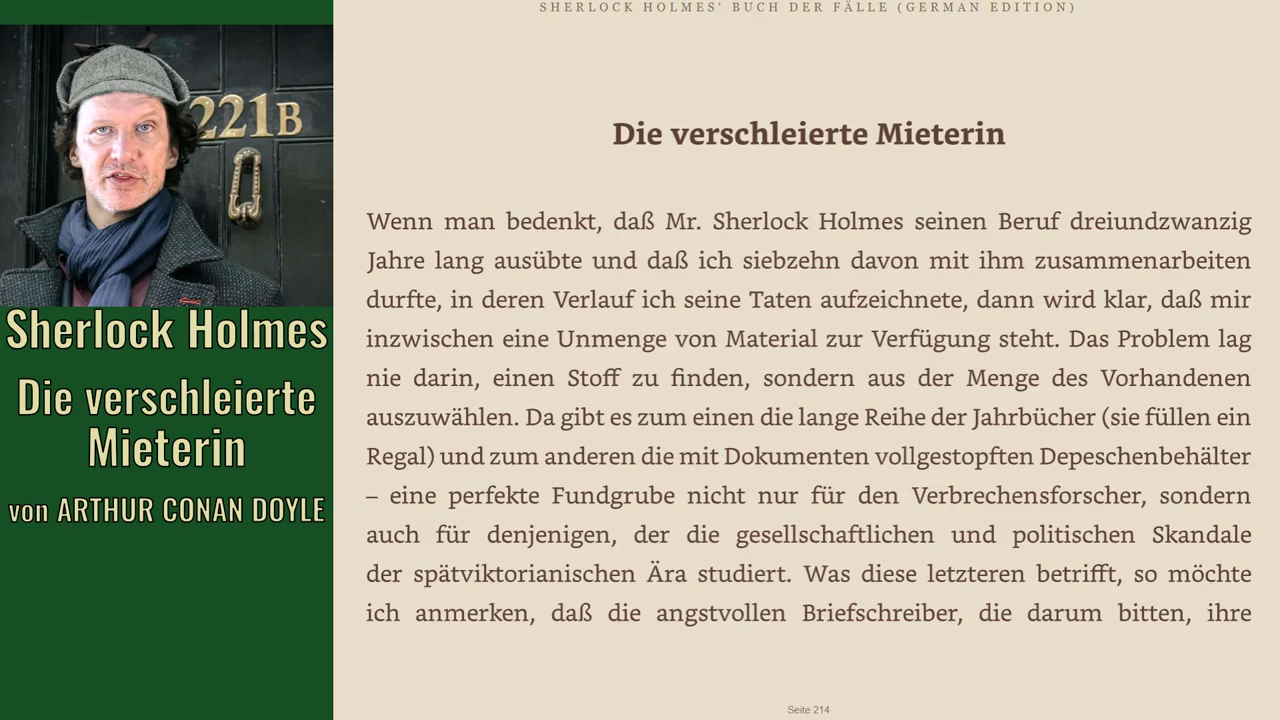 SHERLOCK HOLMES' BUCH DER FÄLLE (GERMAN EDITION)
221B
Sherlock Holmes
Die verschleierte
Mieterin
von ARTHUR CONAN DOYLE
Die verschleierte Mieterin
Wenn man bedenkt, daß Mr. Sherlock Holmes seinen Beruf dreiundzwanzig
Jahre lang ausübte und daß ich siebzehn davon mit ihm zusammenarbeiten
durfte, in deren Verlauf ich seine Taten aufzeichnete, dann wird klar, daß mir
inzwischen eine Unmenge von Material zur Verfügung steht. Das Problem lag
nie darin, einen Stoff zu finden, sondern aus der Menge des Vorhandenen
auszuwählen. Da gibt es zum einen die lange Reihe der Jahrbücher (sie füllen ein
Regal) und zum anderen die mit Dokumenten vollgestopften Depeschenbehälter
– eine perfekte Fundgrube nicht nur für den Verbrechensforscher, sondern
auch für denjenigen, der die gesellschaftlichen und politischen Skandale
der spätviktorianischen Ära studiert. Was diese letzteren betrifft, so möchte
ich anmerken, daß die angstvollen Briefschreiber, die darum bitten, ihre
Seite 214